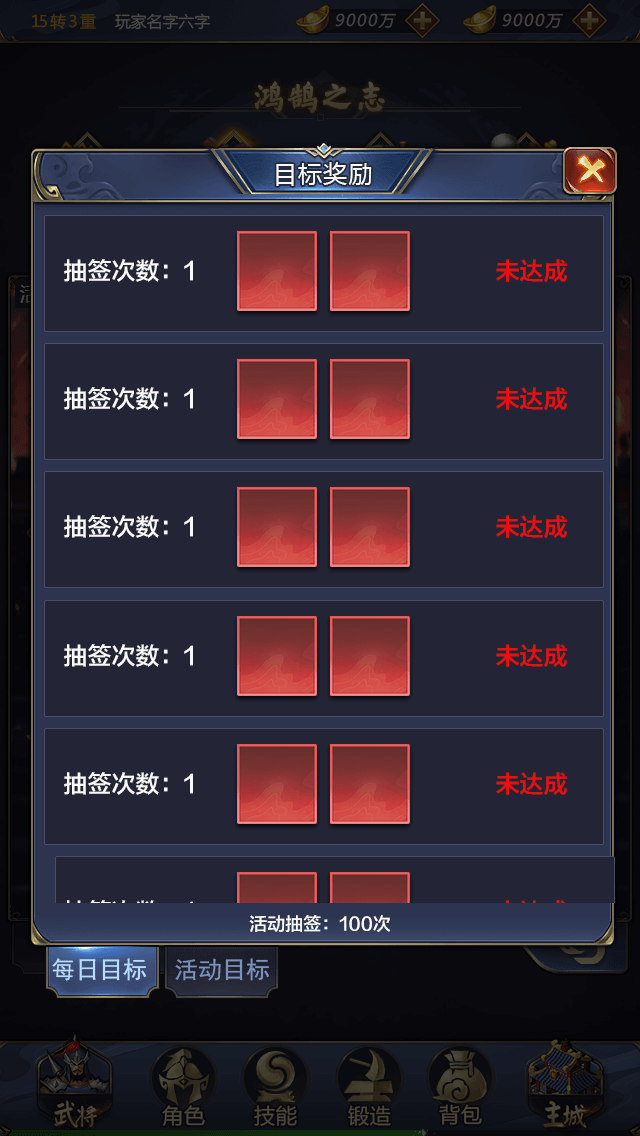 15转3重 玩家名字六字 9000万 9000万
鸿鹄之志
目标奖励
抽签次数：1 未达成
抽签次数：1 未达成
抽签次数：1 未达成
抽签次数：1 未达成
抽签次数：1 未达成
活动抽签：100次
每日目标 活动目标
武将 角色 技能 锻造 背包 主城